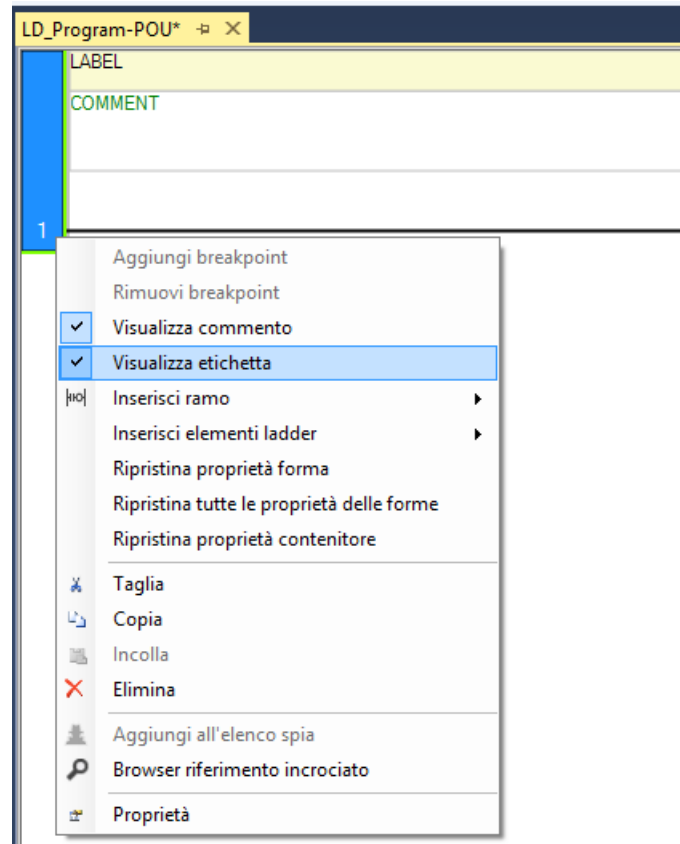 LD_Program-POU*
LABEL
COMMENT
1
Aggiungi breakpoint
Rimuovi breakpoint
Visualizza commento
Visualizza etichetta
Inserisci ramo
Inserisci elementi ladder
Ripristina proprietà forma
Ripristina tutte le proprietà delle forme
Ripristina proprietà contenitore
Taglia
Copia
Incolla
Elimina
Aggiungi all'elenco spia
Browser riferimento incrociato
Proprietà